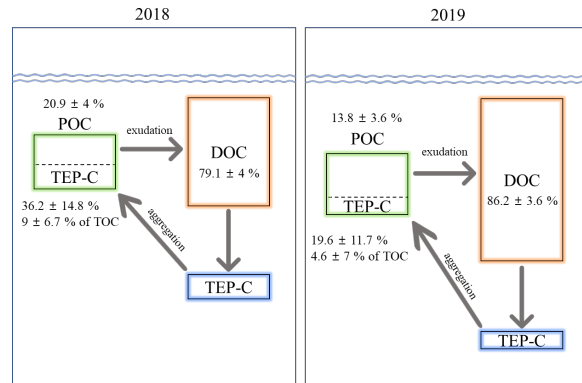 2018
20.9 ± 4 %
POC
exudation
DOC
79.1 ± 4 %
TEP-C
36.2 ± 14.8 %
9 ± 6.7 % of TOC
aggregation
TEP-C
2019
13.8 ± 3.6 %
POC
exudation
DOC
86.2 ± 3.6 %
TEP-C
19.6 ± 11.7 %
4.6 ± 7 % of TOC
aggregation
TEP-C